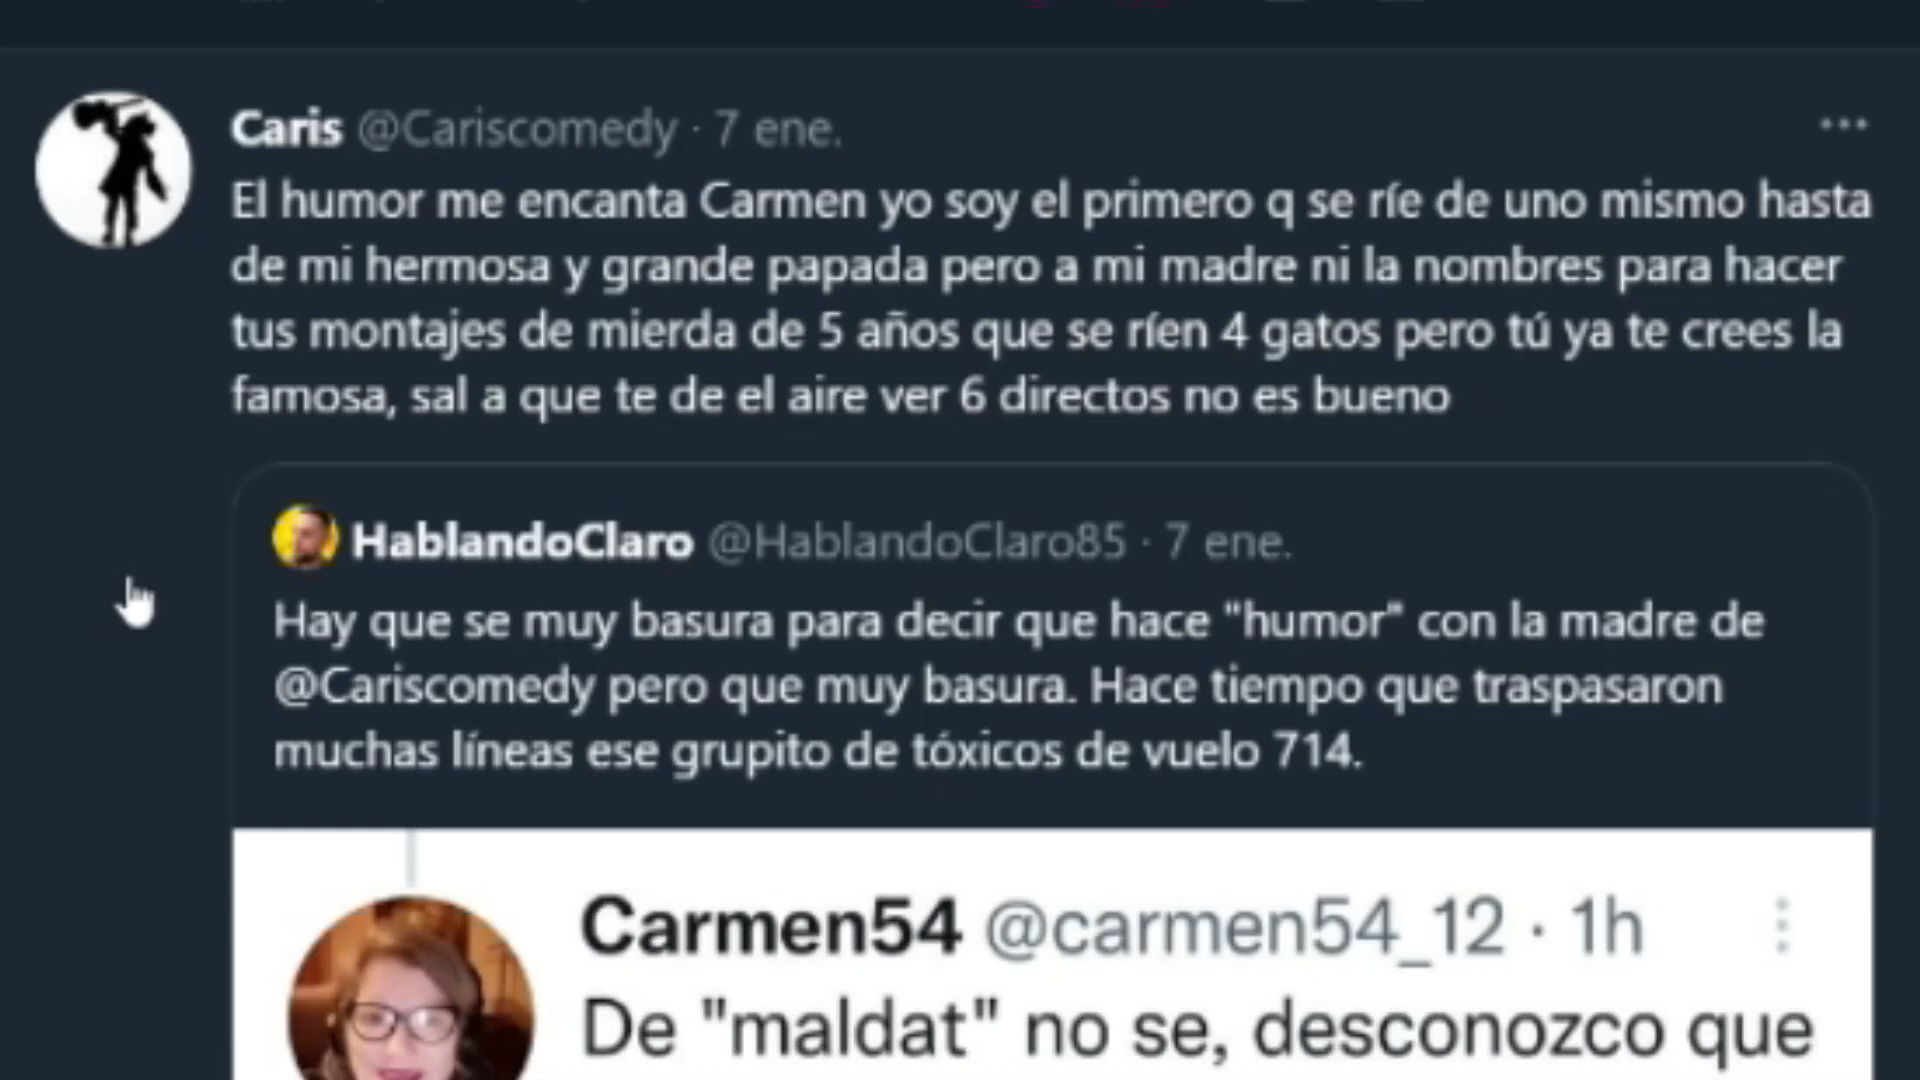 Caris @Cariscomedy · 7 ene.
El humor me encanta Carmen yo soy el primero q se ríe de uno mismo hasta
de mi hermosa y grande papada pero a mi madre ni la nombres para hacer
tus montajes de mierda de 5 años que se ríen 4 gatos pero tú ya te crees la
famosa, sal a que te de el aire ver 6 directos no es bueno
HablandoClaro @HablandoClaro85 · 7 ene.
Hay que se muy basura para decir que hace "humor" con la madre de
@Cariscomedy pero que muy basura. Hace tiempo que traspasaron
muchas líneas ese grupito de tóxicos de vuelo 714.
Carmen54 @carmen54_12 · 1h
De "maldat" no se, desconozco que